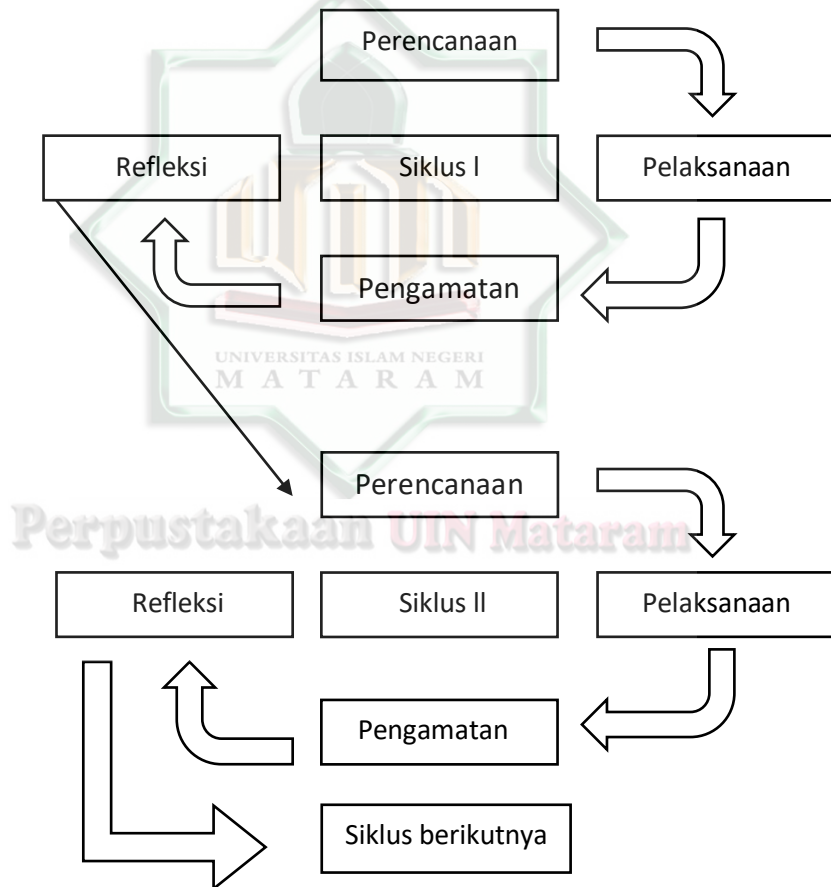 Perencanaan
Refleksi
Siklus I
Pelaksanaan
Pengamatan
UNIVERSITAS ISLAM NEGERI
MATARAM
Perencanaan
Perpustakaan UIN Mataram
Refleksi
Siklus II
Pelaksanaan
Pengamatan
Siklus berikutnya